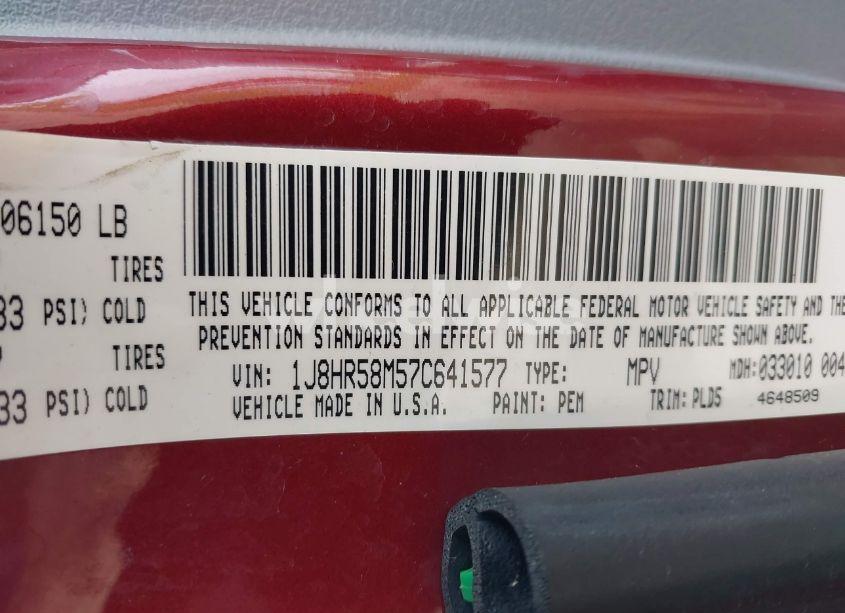 06150 LB
TIRES
33 PSI) COLD
TIRES
33 PSI) COLD
THIS VEHICLE CONFORMS TO ALL APPLICABLE FEDERAL MOTOR VEHICLE SAFETY AND THE
PREVENTION STANDARDS IN EFFECT ON THE DATE OF MANUFACTURE SHOWN ABOVE.
VIN: 1J8HR58M57C641577 TYPE: MPV MDH:033010 004
VEHICLE MADE IN U.S.A. PAINT: PEM TRIM: PLD5 4648509